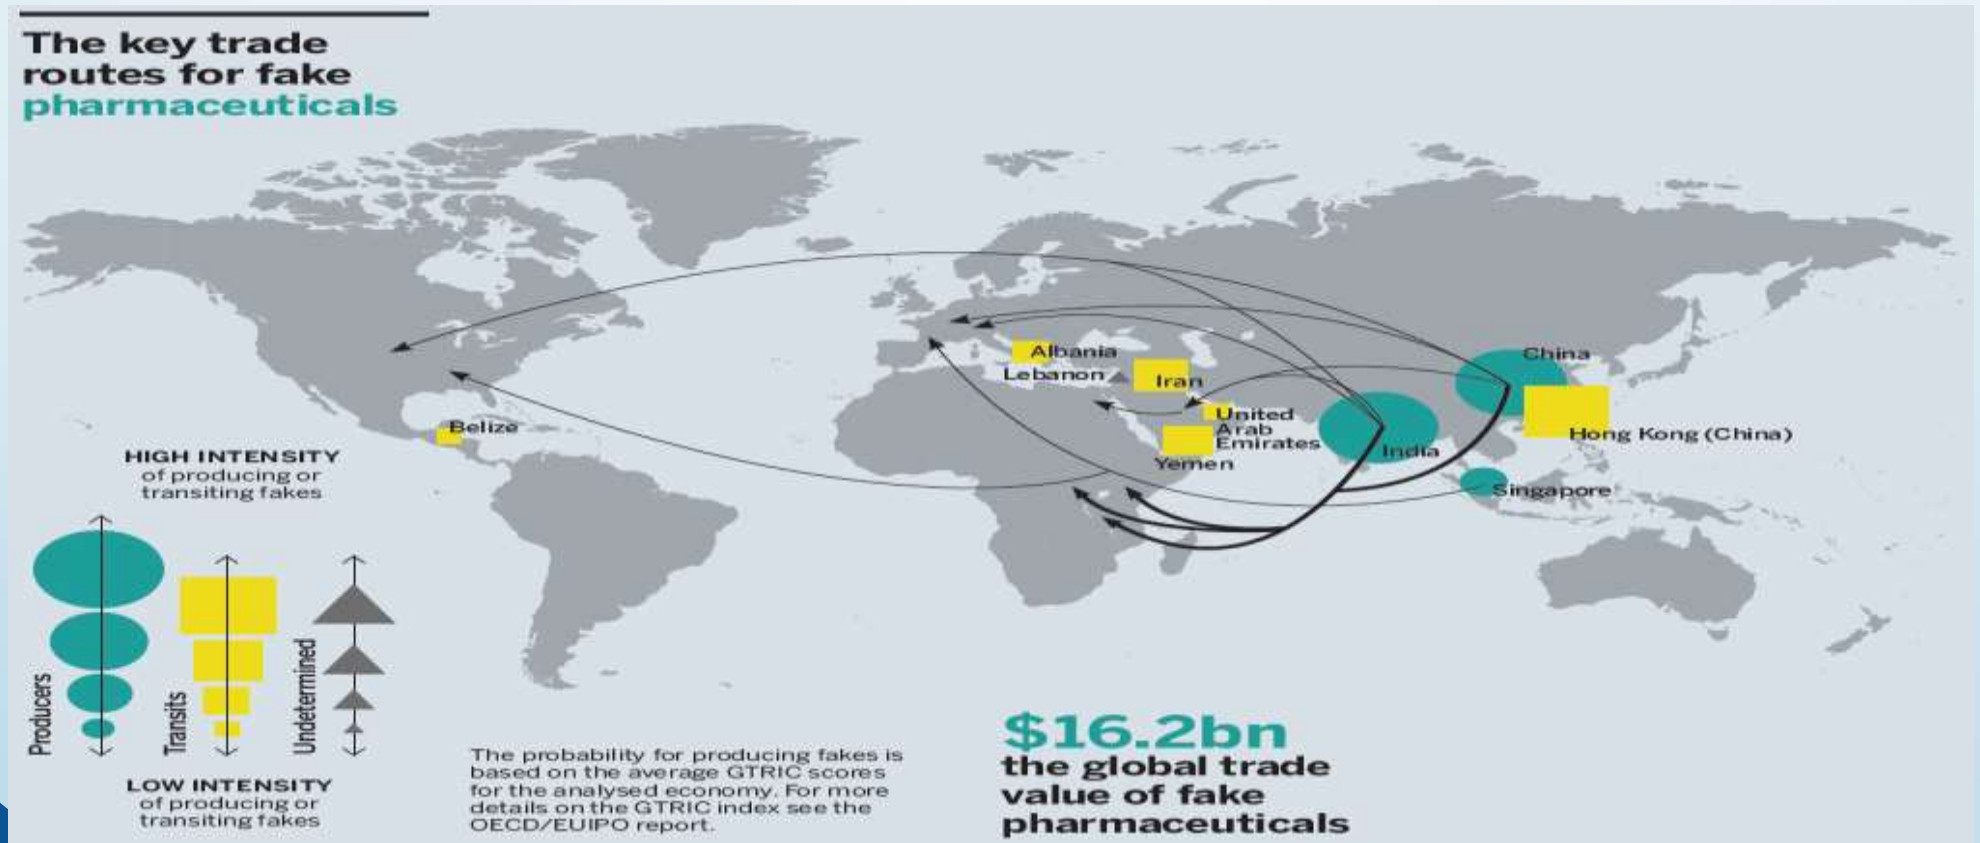 The key trade
routes for fake
pharmaceuticals
Albania
Lebanon
Iran
China
United
Arab
Emirates
Yemen
India
Hong Kong (China)
Singapore
Belize
HIGH INTENSITY
of producing or
transiting fakes
Producers
Transits
Undetermined
LOW INTENSITY
of producing or
transiting fakes
The probability for producing fakes is
based on the average GTRIC scores
for the analysed economy. For more
details on the GTRIC index see the
OECD/EUIPO report.
$16.2bn
the global trade
value of fake
pharmaceuticals